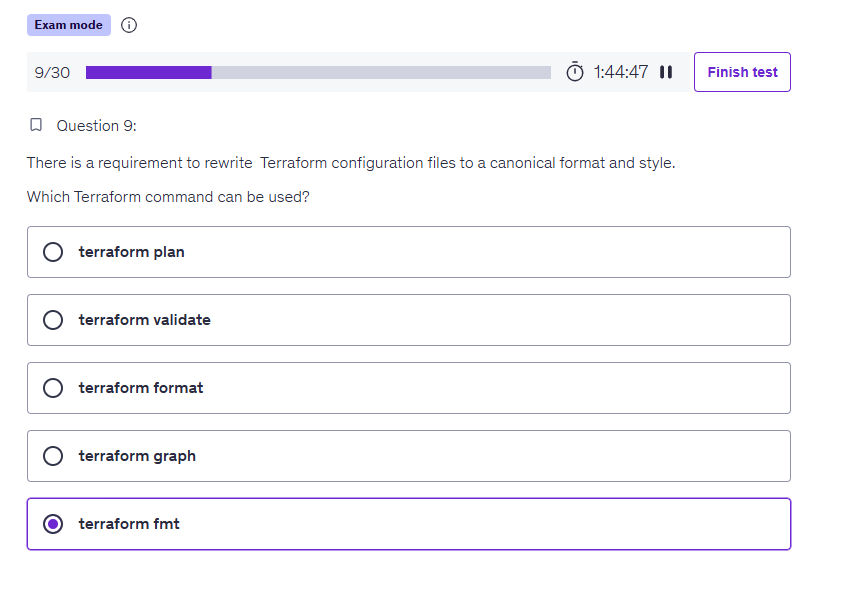 Exam mode
9/30 1:44:47 Finish test
Question 9:
There is a requirement to rewrite Terraform configuration files to a canonical format and style.
Which Terraform command can be used?
terraform plan
terraform validate
terraform format
terraform graph
terraform fmt